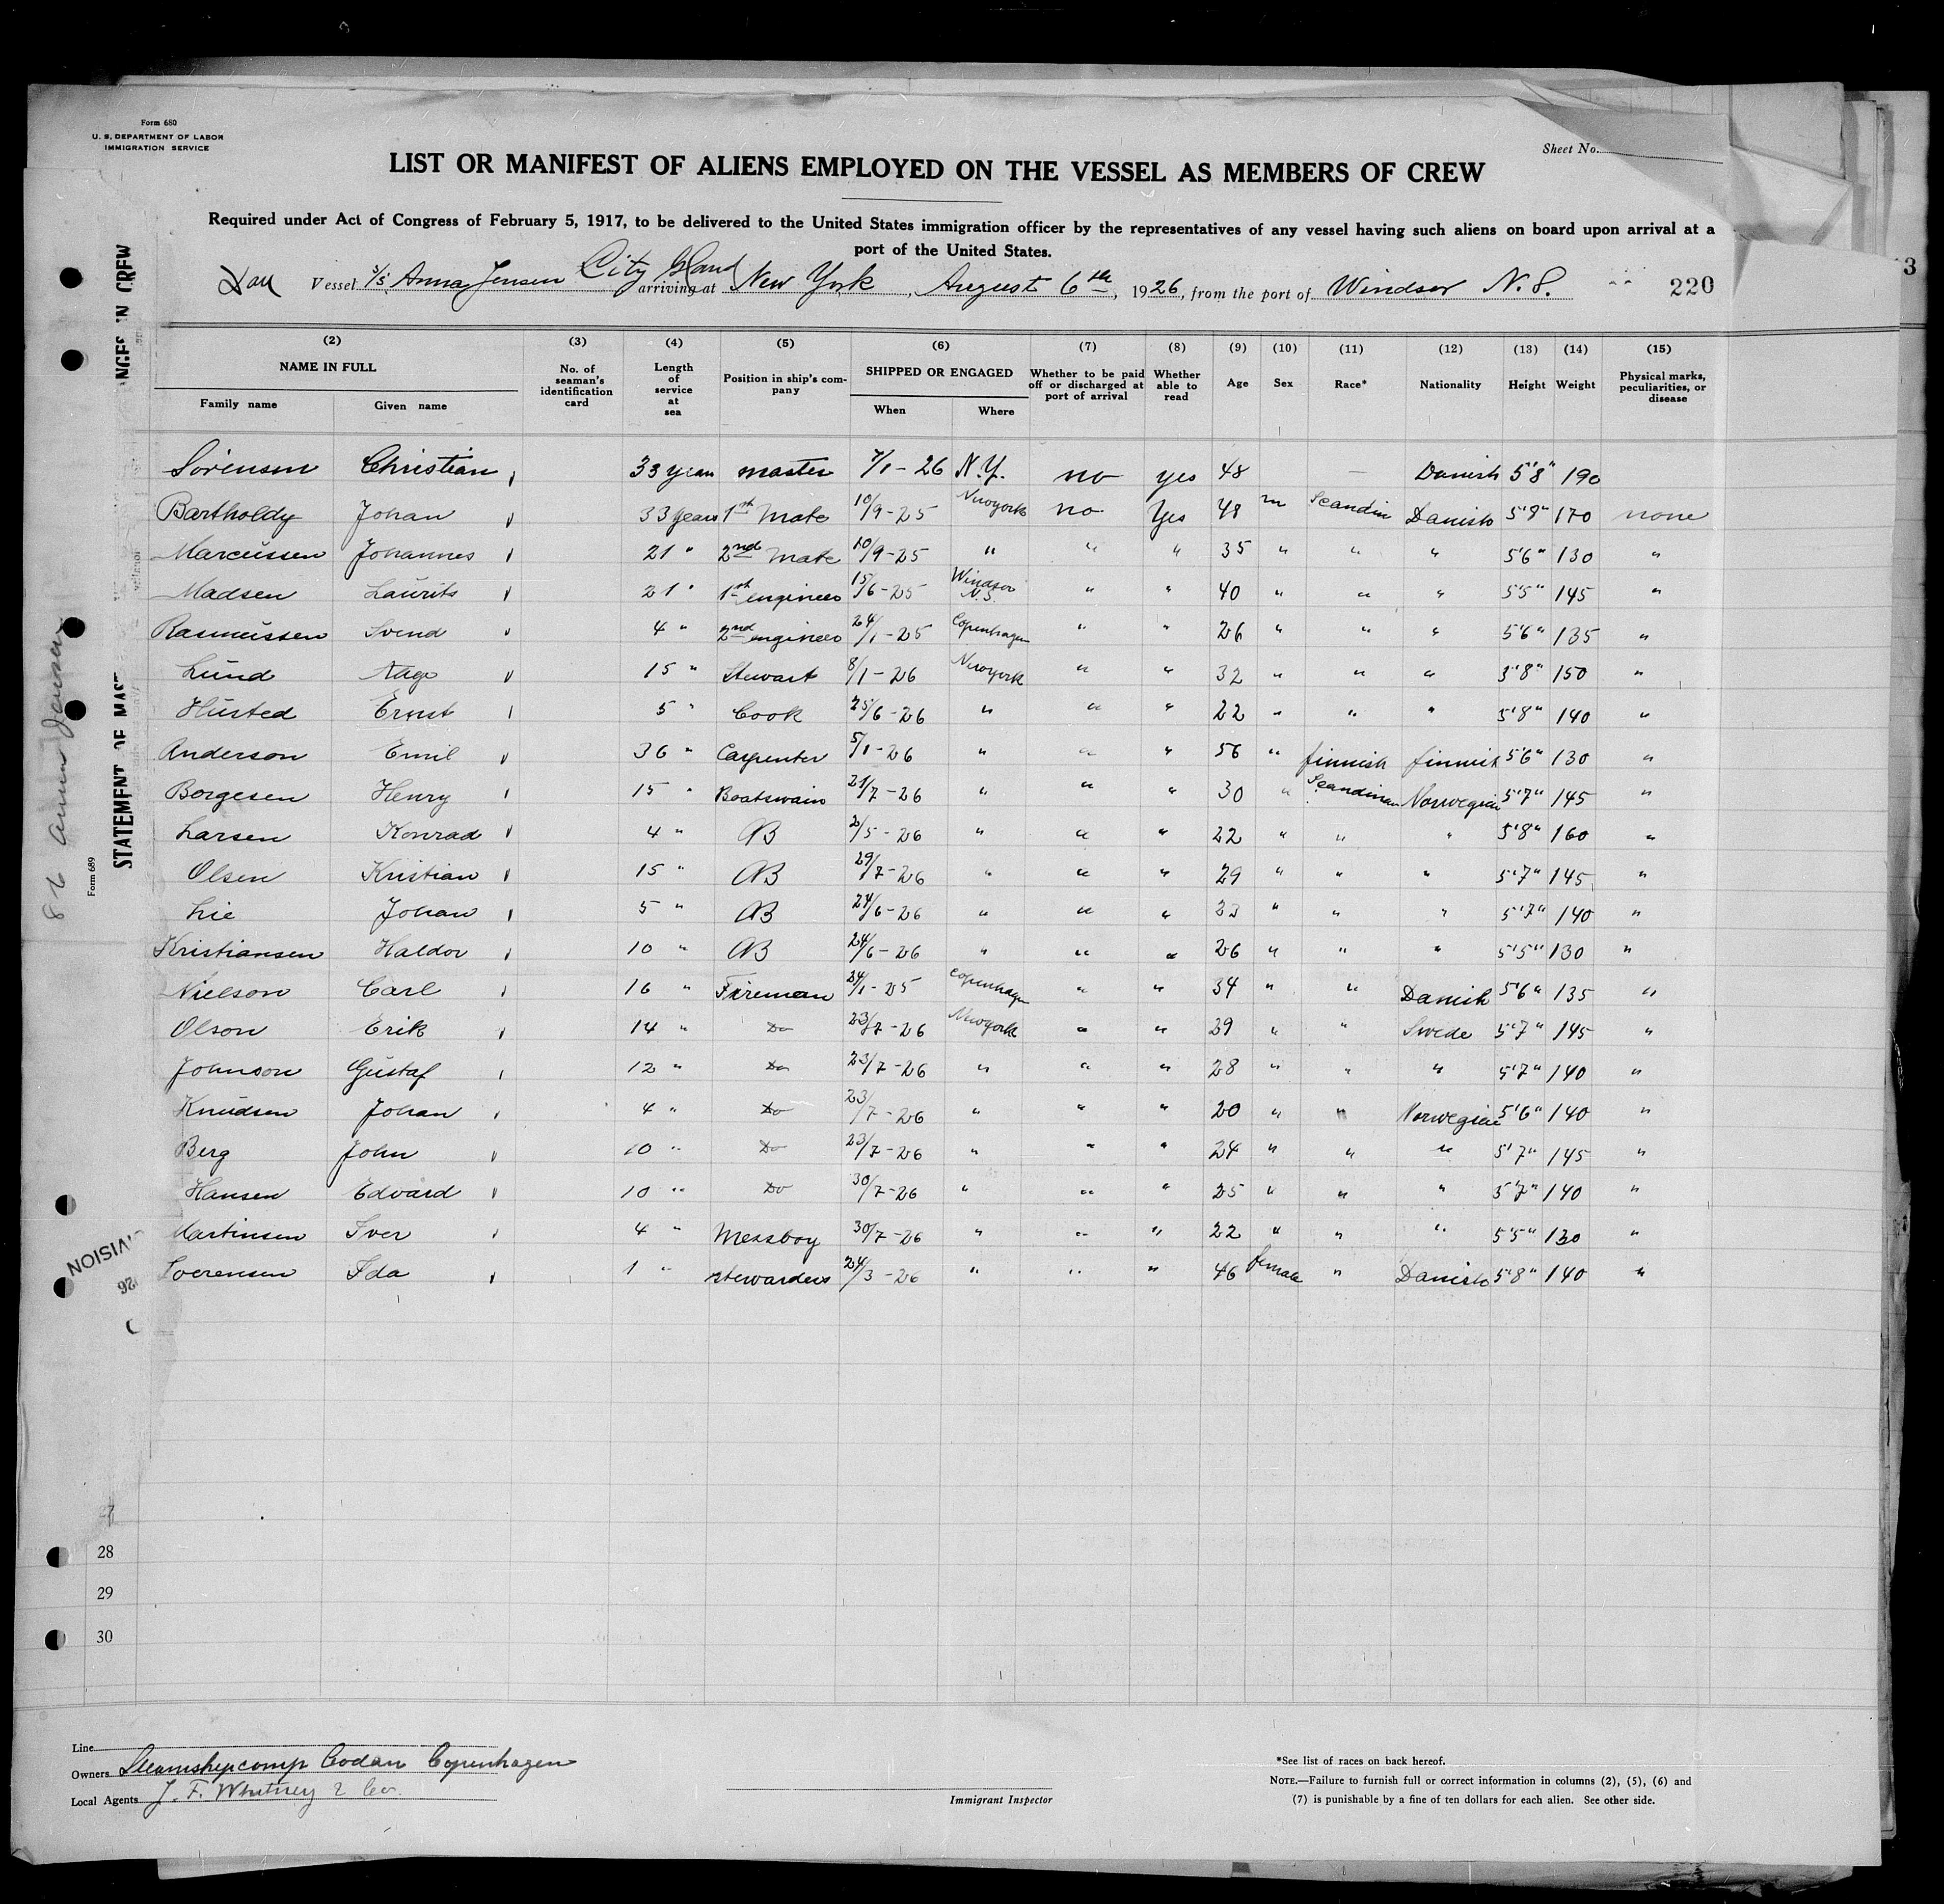 Form 680
U. S. DEPARTMENT OF LABOR
IMMIGRATION SERVICE
Sheet No.
LIST OR MANIFEST OF ALIENS EMPLOYED ON THE VESSEL AS MEMBERS OF CREW
Required under Act of Congress of February 5, 1917, to be delivered to the United States immigration officer by the representatives of any vessel having such aliens on board upon arrival at a
port of the United States.
City Island
Dan Vessel S/S Anna Jensen arriving at New York, August 6th, 1926, from the port of Windsor N.S. 220
3
(2) (3) (4) (5) (6) (7) (8) (9) (10) (11) (12) (13) (14) (15)
NAME IN FULL No. of seaman's identification card Length of service at sea Position in ship's company SHIPPED OR ENGAGED Whether to be paid off or discharged at port of arrival Whether able to read Age Sex Race* Nationality Height Weight Physical marks, peculiarities, or disease
Family name Given name When Where
Sorensen Christian 33 years master 7/1-26 N.Y. no yes 48 — Danish 5'8" 190
Bartholdy Johan 33 years 1st Mate 10/9-25 Newyork no Yes 48 m Scandin Danish 5'8" 170 none
Marcussen Johannes 21 " 2nd Mate 10/9-25 " " " 35 " " " 5'6" 130 "
Madsen Laurits 21 " 1st engineer 15/6-25 Windsor N.S. " " 40 " " " 5'5" 145 "
Rasmussen Svend 4 " 2nd engineer 24/1-25 Copenhagen " " 26 " " " 5'6" 135 "
Lund Aage 15 " Stewart 8/1-26 Newyork " " 32 " " " 5'8" 150 "
Husted Ernst 5 " Cook 25/6-26 " " " 22 " " " 5'8" 140 "
Anderson Emil 36 " Carpenter 5/1-26 " " " 56 " finnish finnish 5'6" 130 "
Borgesen Henry 15 " Boatswain 21/7-26 " " " 30 " Scandinav Norwegian 5'7" 145 "
Larsen Konrad 4 " AB 2/5-26 " " " 22 " " " 5'8" 160 "
Olsen Kristian 15 " AB 29/7-26 " " " 29 " " " 5'7" 145 "
Lie Johan 5 " AB 24/6-26 " " " 23 " " " 5'7" 140 "
Kristiansen Haldor 10 " AB 24/6-26 " " " 26 " " " 5'5" 130 "
Nielson Carl 16 " Fireman 24/1-25 Copenhagen " " 34 " " Danish 5'6" 135 "
Olson Erik 14 " Do 23/7-26 Newyork " " 29 " " Swede 5'7" 145 "
Johnson Gustaf 12 " Do 23/7-26 " " " 28 " " " 5'7" 140 "
Knudsen Johan 4 " Do 23/7-26 " " " 20 " " Norwegian 5'6" 140 "
Berg John 10 " Do 23/7-26 " " " 24 " " " 5'7" 145 "
Hansen Edvard 10 " Do 30/7-26 " " " 25 " " " 5'7" 140 "
Martinsen Iver 4 " Messboy 30/7-26 " " " 22 " " " 5'5" 130 "
Soerensen Ida 1 " stewardess 24/3-26 " " " 46 female " Danish 5'8" 140 "
28
29
30
Line
Owners Steamshipcomp Codan Copenhagen
Local Agents J. F. Whitney & Co.
Immigrant Inspector
*See list of races on back hereof.
NOTE.—Failure to furnish full or correct information in columns (2), (5), (6) and
(7) is punishable by a fine of ten dollars for each alien. See other side.
Form 689
STATEMENT OF MAST
NGES IN CREW
VISION